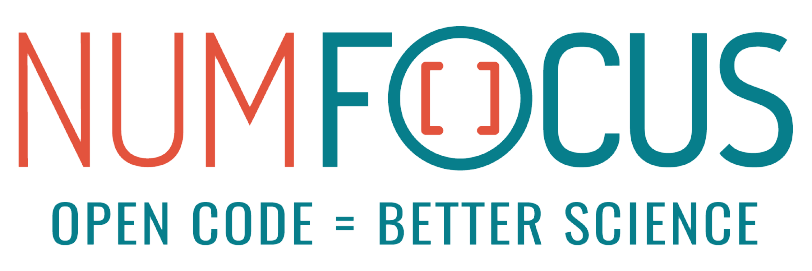 NUMFOCUS
OPEN CODE = BETTER SCIENCE